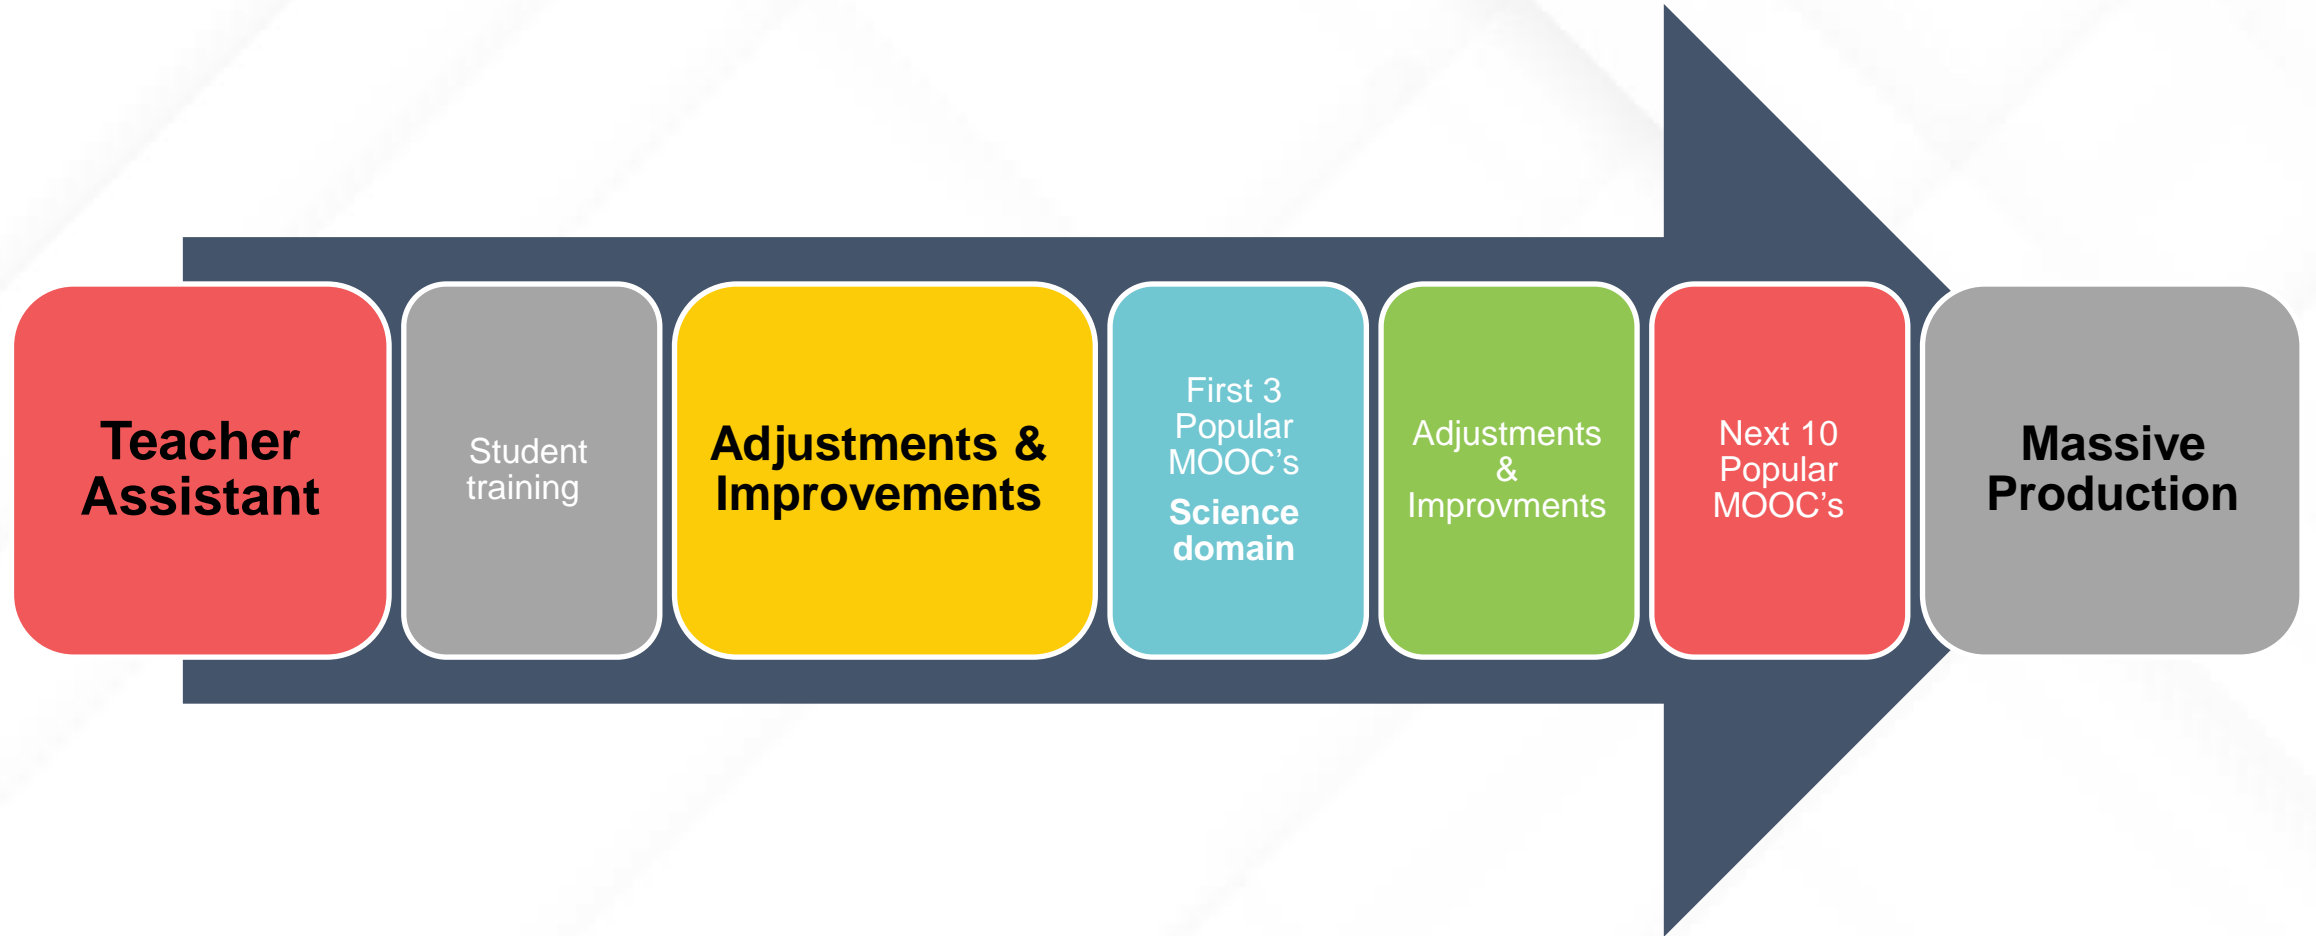 Teacher
Assistant
Student
training
Adjustments &
Improvements
First 3
Popular
MOOC’s
Science
domain
Adjustments
&
Improvments
Next 10
Popular
MOOC’s
Massive
Production